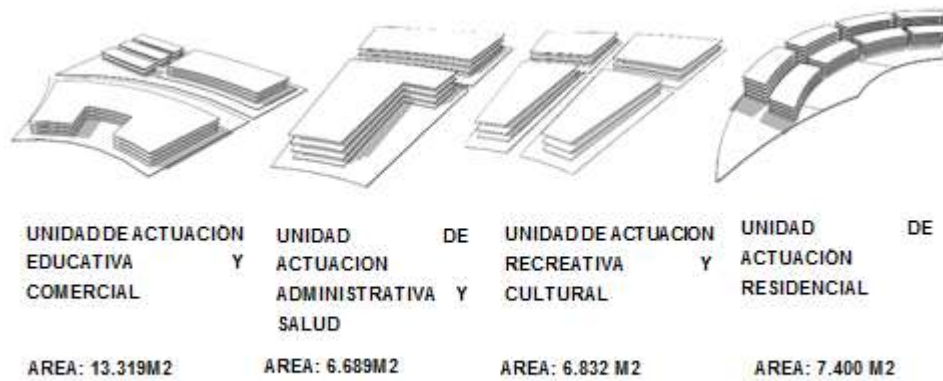 UNIDAD DE ACTUACIÓN
EDUCATIVA Y
COMERCIAL
AREA: 13.319M2
UNIDAD DE
ACTUACION
ADMINISTRATIVA Y
SALUD
AREA: 6.689M2
UNIDAD DE ACTUACION
RECREATIVA Y
CULTURAL
AREA: 6.832 M2
UNIDAD DE
ACTUACIÓN
RESIDENCIAL
AREA: 7.400 M2